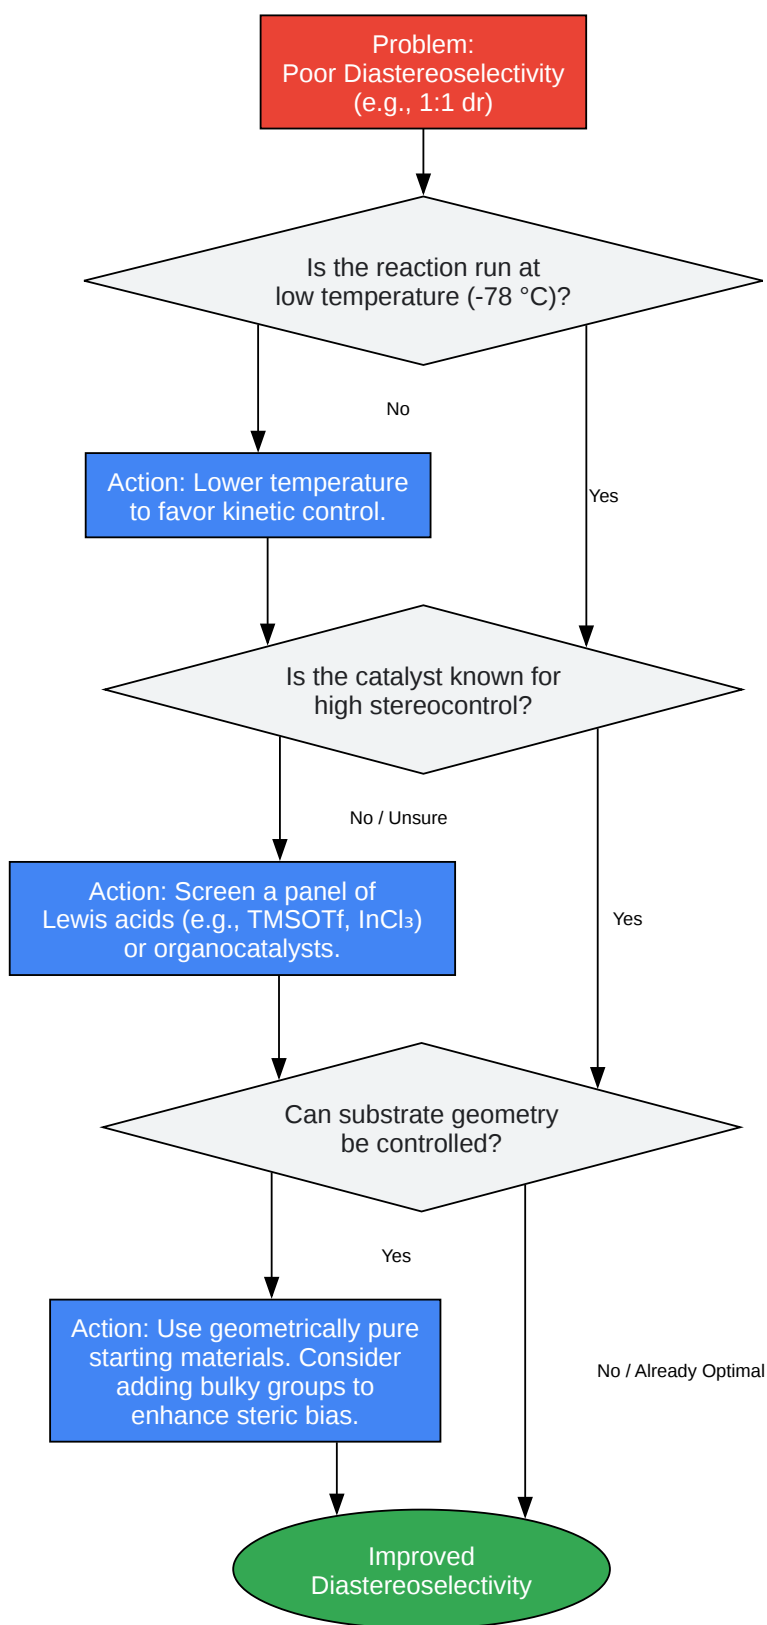 Problem:
Poor Diastereoselectivity
(e.g., 1:1 dr)
Is the reaction run at
low temperature (-78 °C)?
No
Action: Lower temperature
to favor kinetic control.
Yes
Is the catalyst known for
high stereocontrol?
No / Unsure
Action: Screen a panel of
Lewis acids (e.g., TMSOTf, InCl₃)
or organocatalysts.
Yes
Can substrate geometry
be controlled?
Yes
Action: Use geometrically pure
starting materials. Consider
adding bulky groups to
enhance steric bias.
No / Already Optimal
Improved
Diastereoselectivity